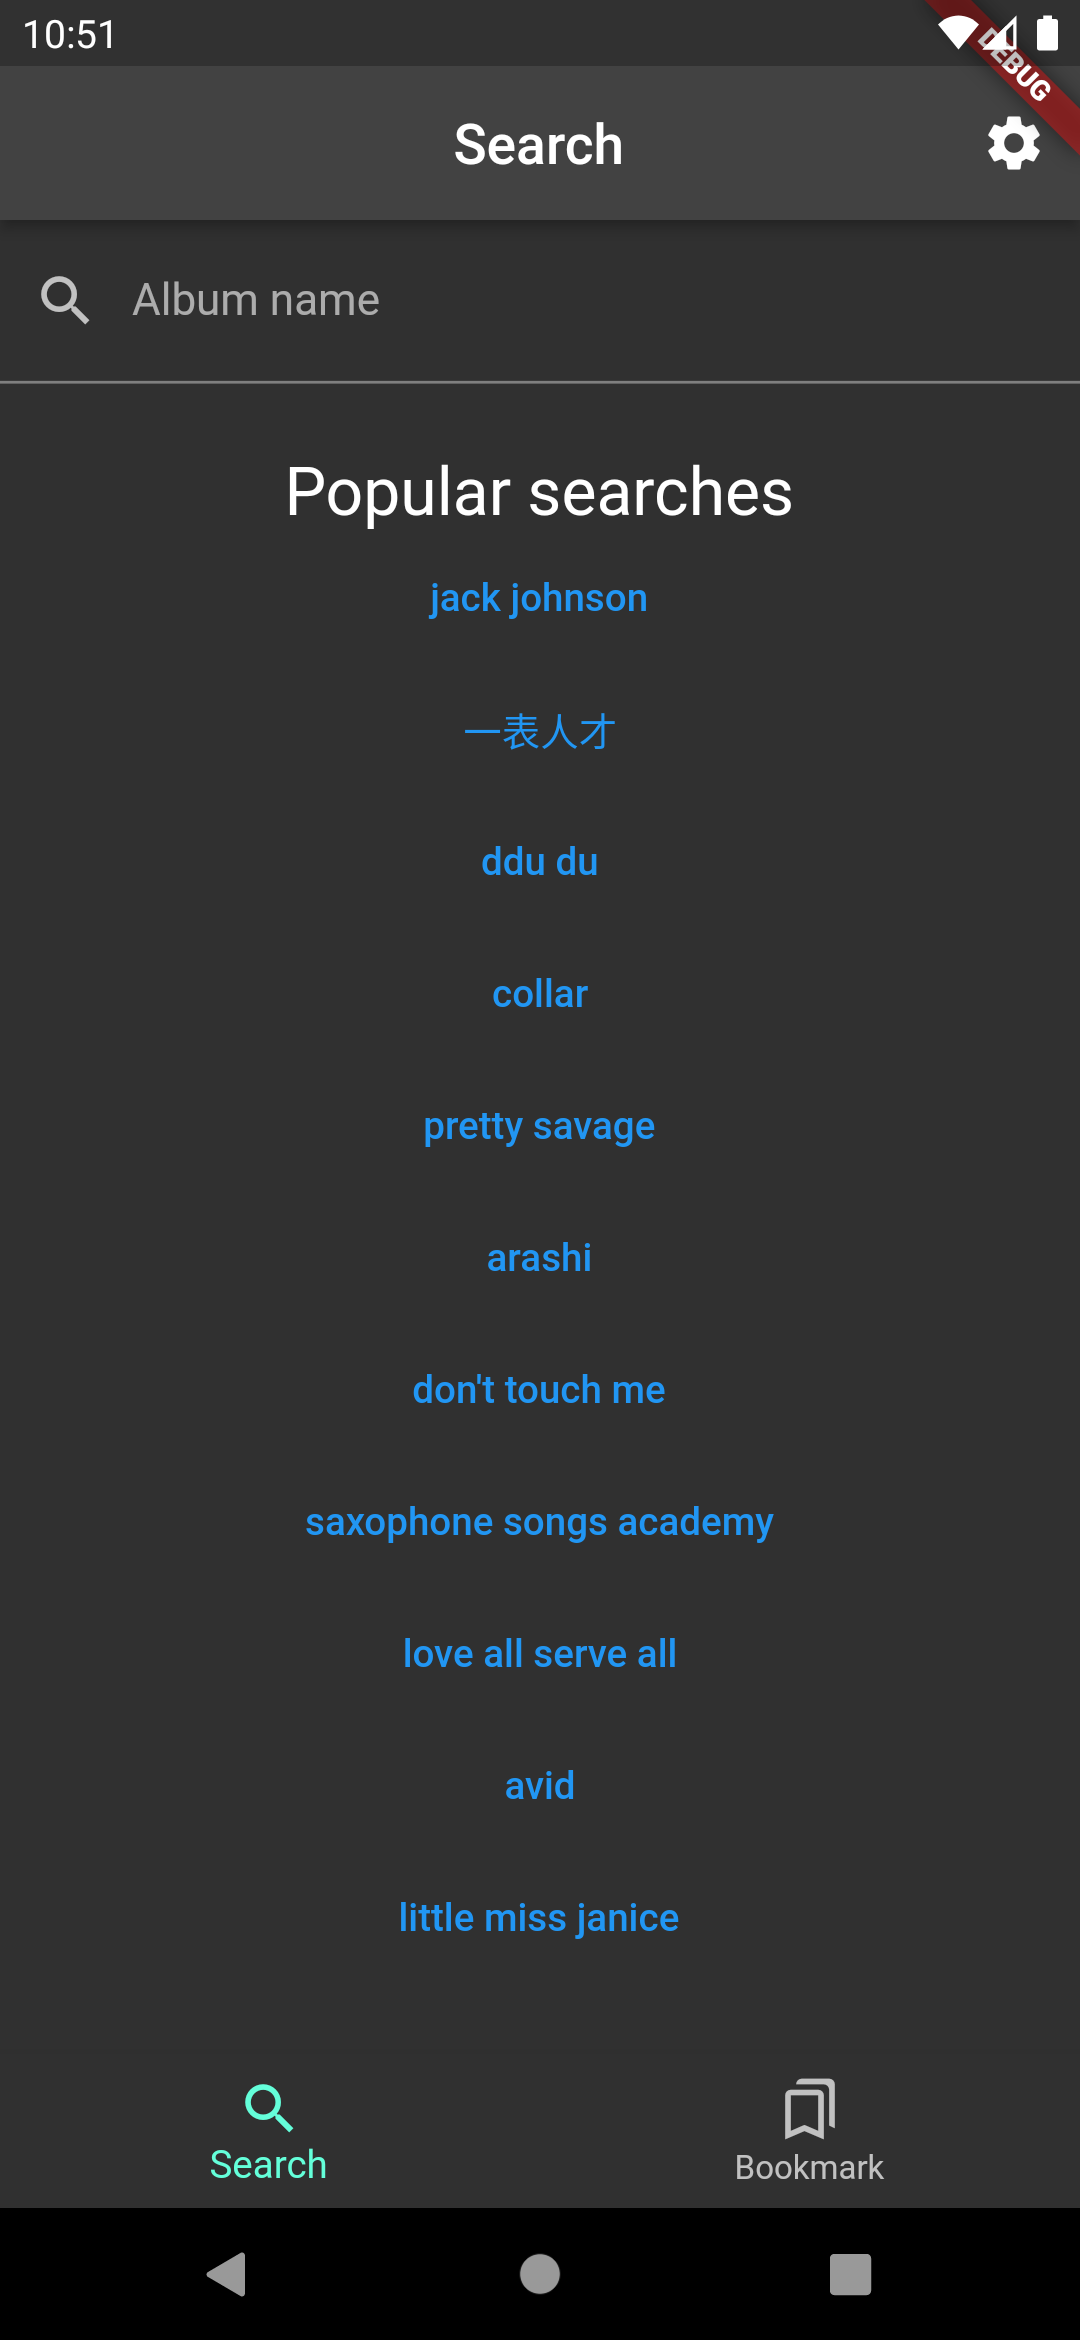 10:51
DEBUG
Search
Album name
Popular searches
jack johnson
一表人才
ddu du
collar
pretty savage
arashi
don't touch me
saxophone songs academy
love all serve all
avid
little miss janice
Search
Bookmark